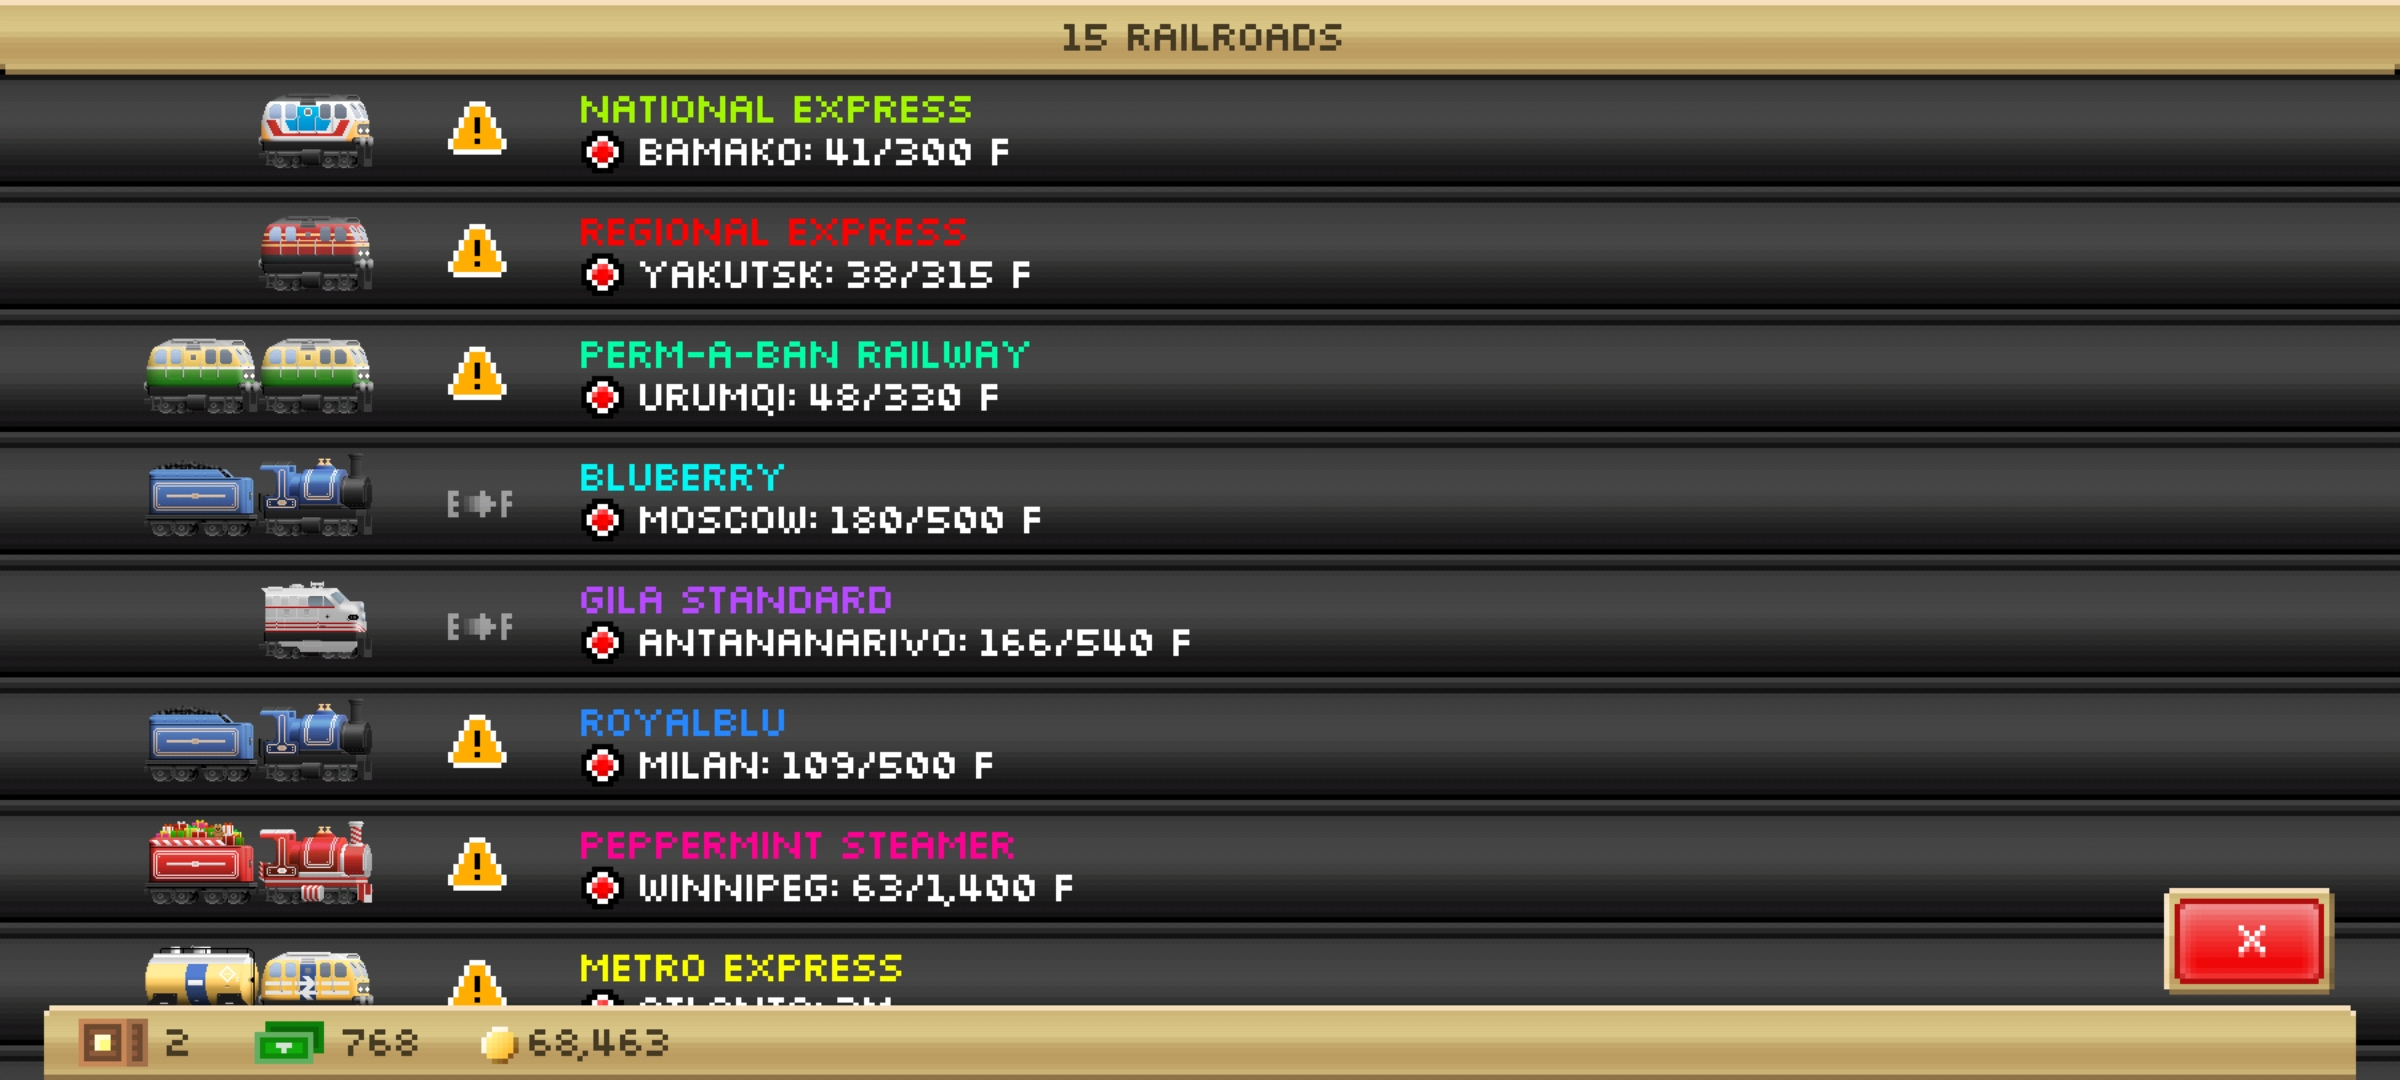 15 RAILROADS
NATIONAL EXPRESS
BAMAKO: 41/300 F
REGIONAL EXPRESS
YAKUTSK: 38/315 F
PERM-A-BAN RAILWAY
URUMQI: 48/330 F
BLUBERRY
E F
MOSCOW: 180/500 F
GILA STANDARD
E F
ANTANANARIVO: 166/540 F
ROYALBLU
MILAN: 109/500 F
PEPPERMINT STEAMER
WINNIPEG: 63/1,400 F
X
METRO EXPRESS
2 768 68,463